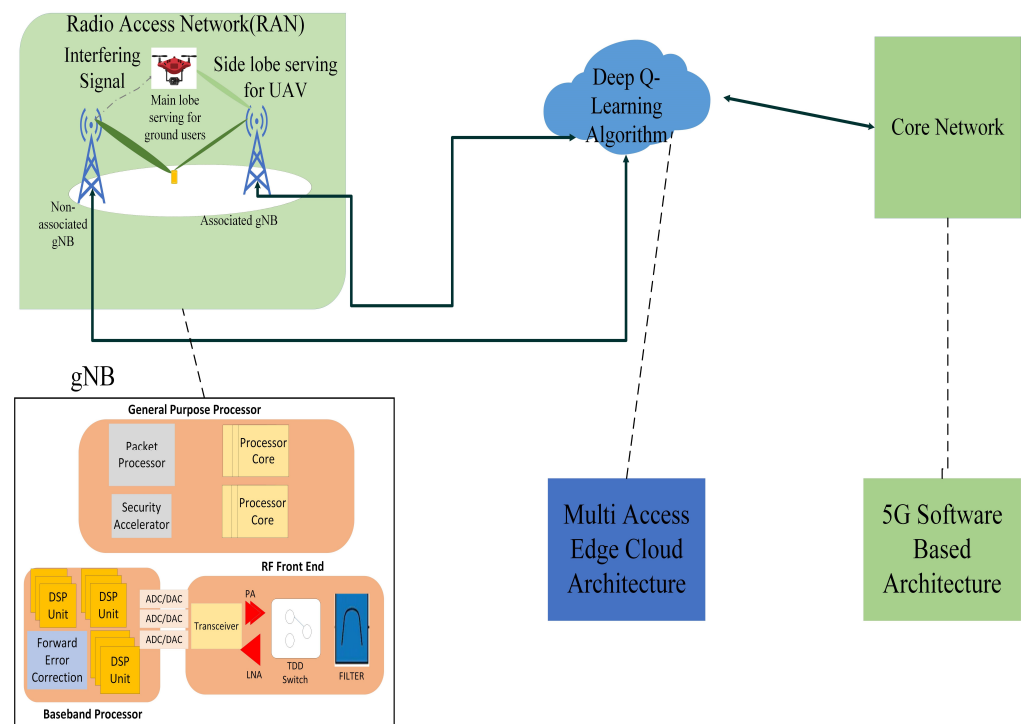 Radio Access Network(RAN)
Interfering
Signal
Side lobe serving
for UAV
Main lobe
serving for
ground users
Non-
associated
gNB
Associated gNB
Deep Q-
Learning
Algorithm
Core Network
gNB
General Purpose Processor
Packet
Processor
Processor
Core
Security
Accelerator
Processor
Core
RF Front End
DSP
Unit
DSP
Unit
Forward
Error
Correction
DSP
Unit
Baseband Processor
ADC/DAC
ADC/DAC
ADC/DAC
Transceiver
PA
LNA
TDD
Switch
FILTER
Multi Access
Edge Cloud
Architecture
5G Software
Based
Architecture